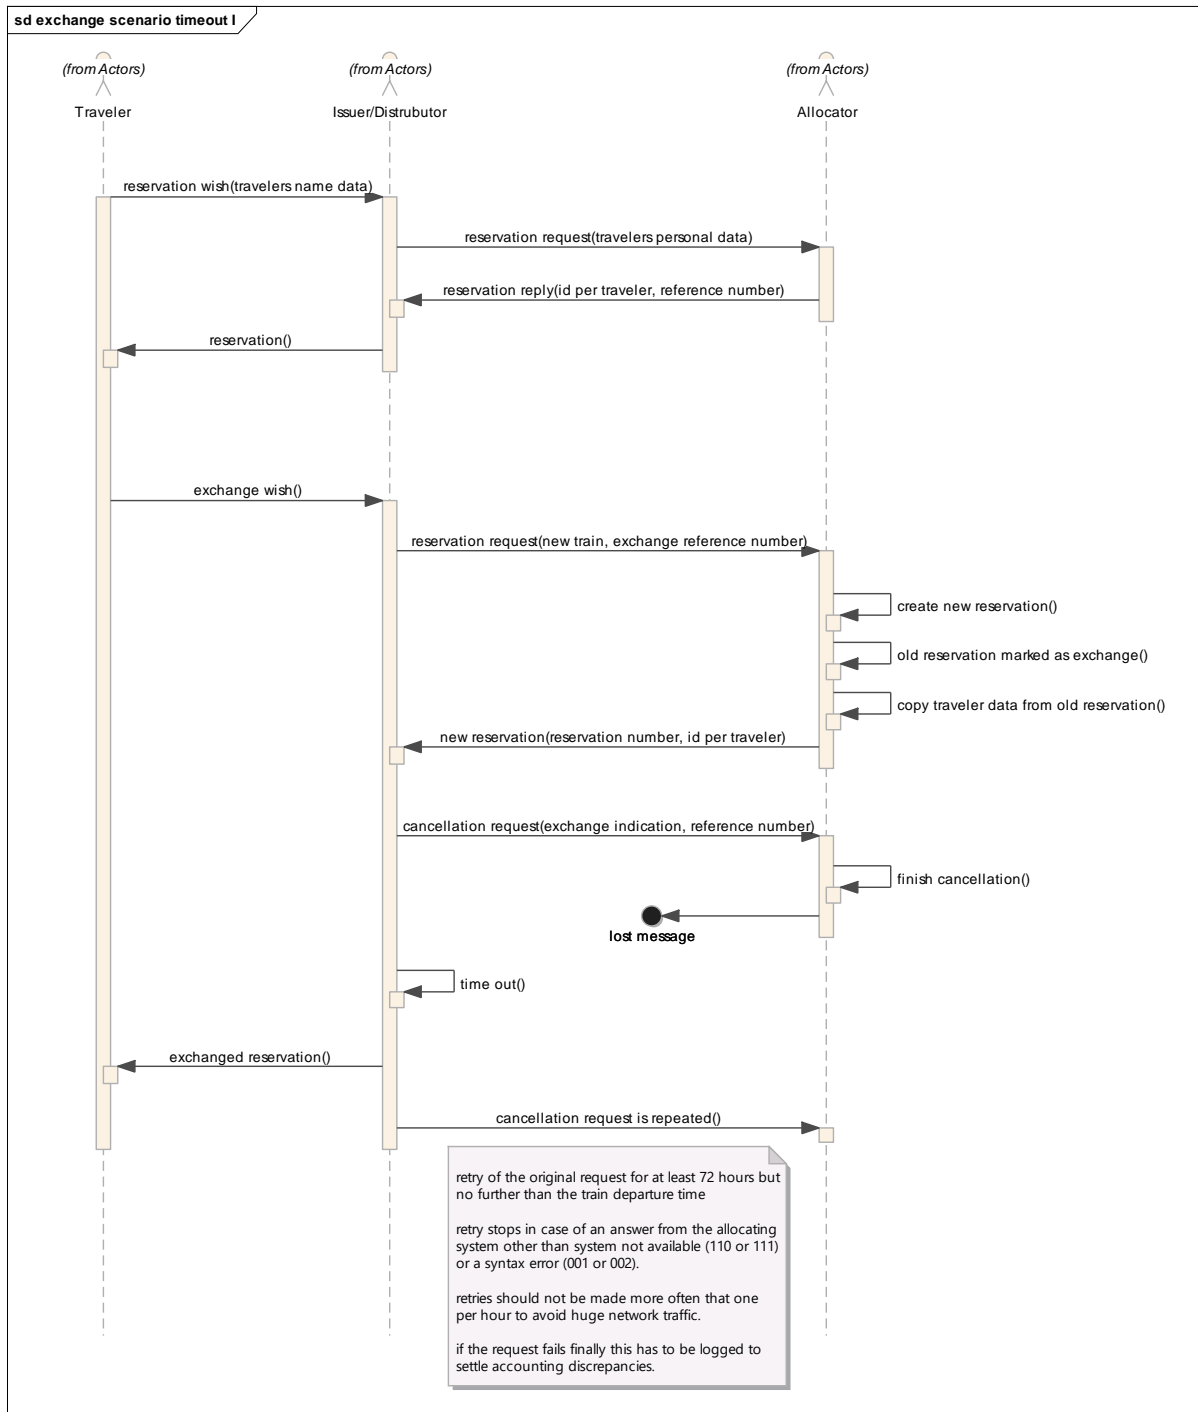 sd exchange scenario timeout I
(from Actors)
(from Actors)
(from Actors)
Traveler
Issuer/Distrubutor
Allocator
reservation wish(travelers name data)
reservation request(travelers personal data)
reservation reply(id per traveler, reference number)
reservation()
exchange wish()
reservation request(new train, exchange reference number)
create new reservation()
old reservation marked as exchange()
copy traveler data from old reservation()
new reservation(reservation number, id per traveler)
cancellation request(exchange indication, reference number)
finish cancellation()
lost message
time out()
exchanged reservation()
cancellation request is repeated()
retry of the original request for at least 72 hours but
no further than the train departure time
retry stops in case of an answer from the allocating
system other than system not available (110 or 111)
or a syntax error (001 or 002).
retries should not be made more often that one
per hour to avoid huge network traffic.
if the request fails finally this has to be logged to
settle accounting discrepancies.